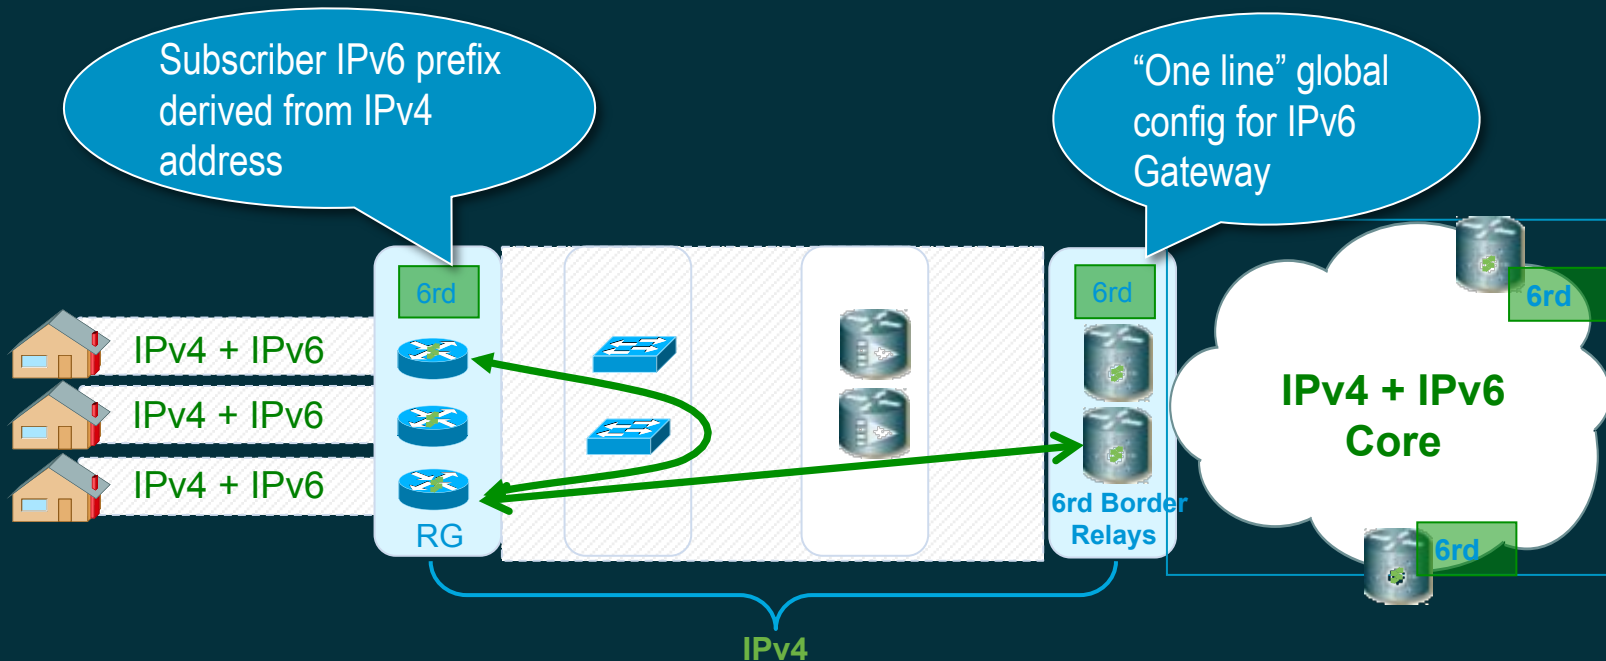 Subscriber IPv6 prefix
derived from IPv4
address
“One line” global
config for IPv6
Gateway
6rd
6rd
6rd
IPv4 + IPv6
IPv4 + IPv6
IPv4 + IPv6
IPv4 + IPv6
Core
RG
6rd Border
Relays
6rd
IPv4